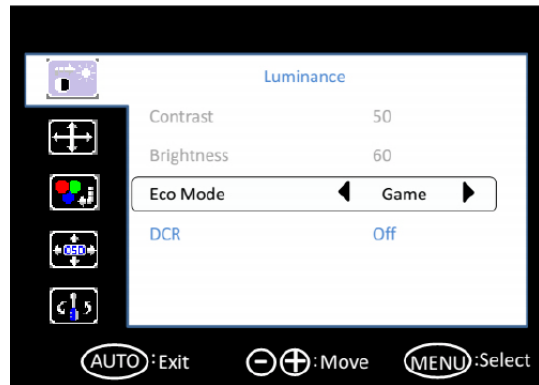 Luminance
Contrast 50
Brightness 60
Eco Mode Game
DCR Off
OSD
AUTO :Exit - + :Move MENU :Select